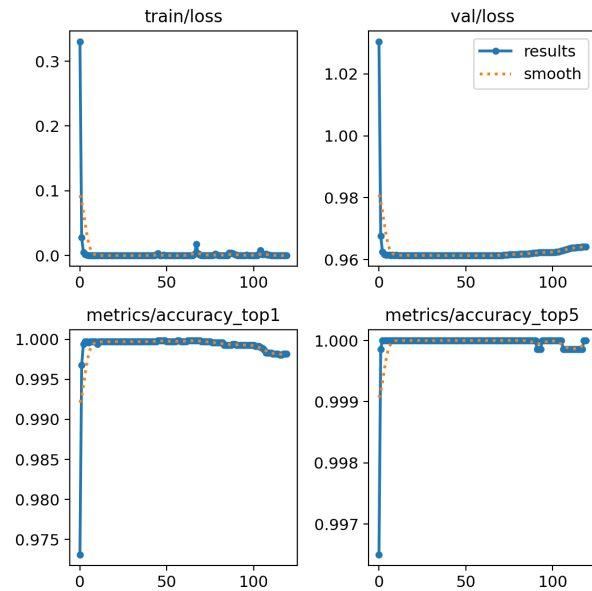 train/loss
0.3
0.2
0.1
0.0
0 50 100
val/loss
results
smooth
1.02
1.00
0.98
0.96
0 50 100
metrics/accuracy_top1
1.000
0.995
0.990
0.985
0.980
0.975
0 50 100
metrics/accuracy_top5
1.000
0.999
0.998
0.997
0 50 100